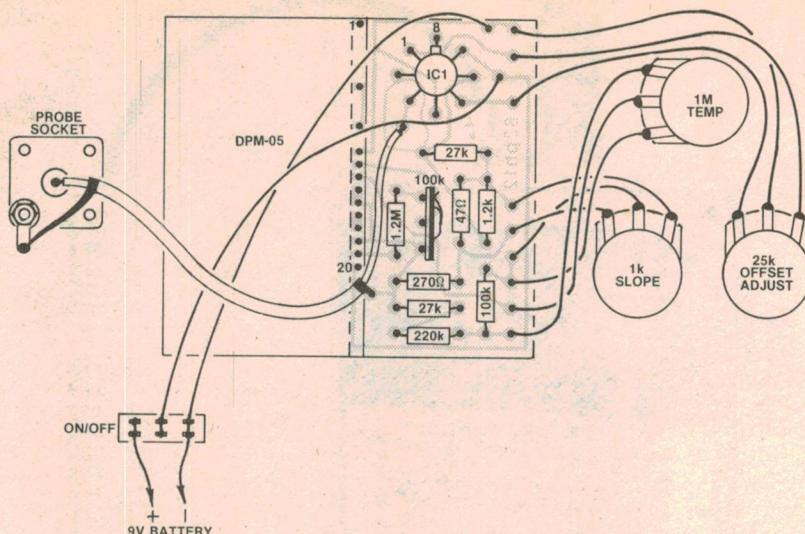 1
8
1
IC1
1M
TEMP
PROBE
SOCKET
DPM-05
27k
100k
1.2M
47Ω
1.2k
20
270Ω
27k
100k
220k
1k
SLOPE
25k
OFFSET
ADJUST
ON/OFF
+
−
9V BATTERY